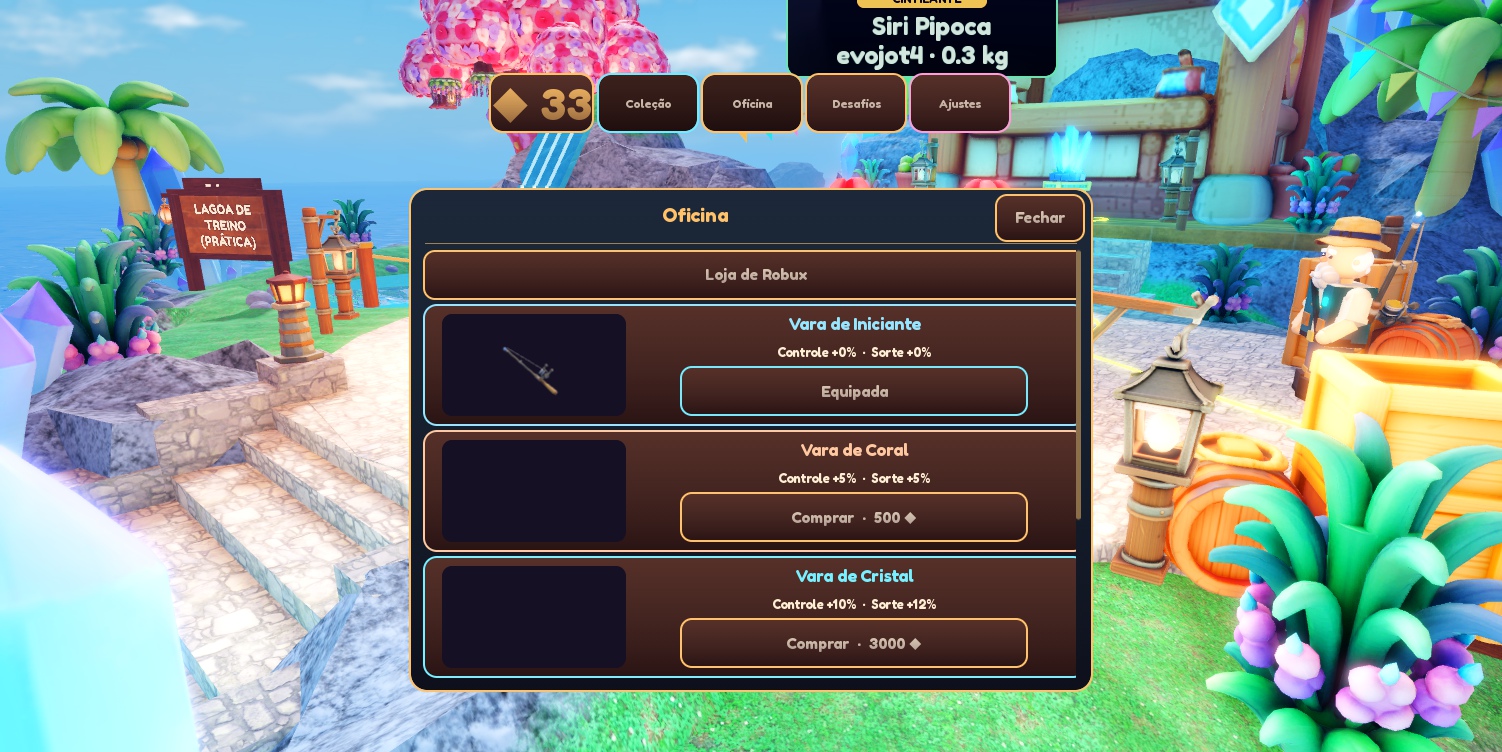 CINTILANTE
Siri Pipoca
evojot4 · 0.3 kg
◆ 33
Coleção
Oficina
Desafios
Ajustes
LAGOA DE
TREINO
(PRÁTICA)
Oficina
Fechar
Loja de Robux
Vara de Iniciante
Controle +0% · Sorte +0%
Equipada
Vara de Coral
Controle +5% · Sorte +5%
Comprar · 500 ◆
Vara de Cristal
Controle +10% · Sorte +12%
Comprar · 3000 ◆